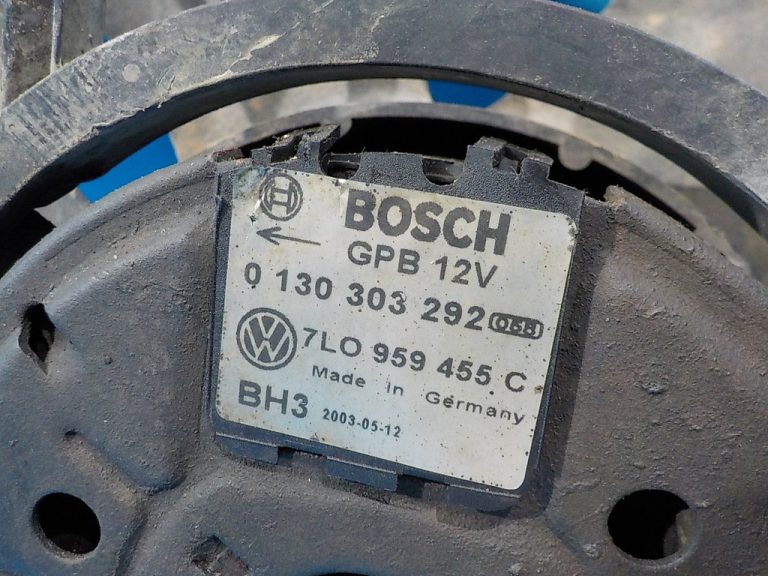 BOSCH
GPB 12V
0 130 303 292
7L0 959 455 C
Made in Germany
BH3 2003-05-12